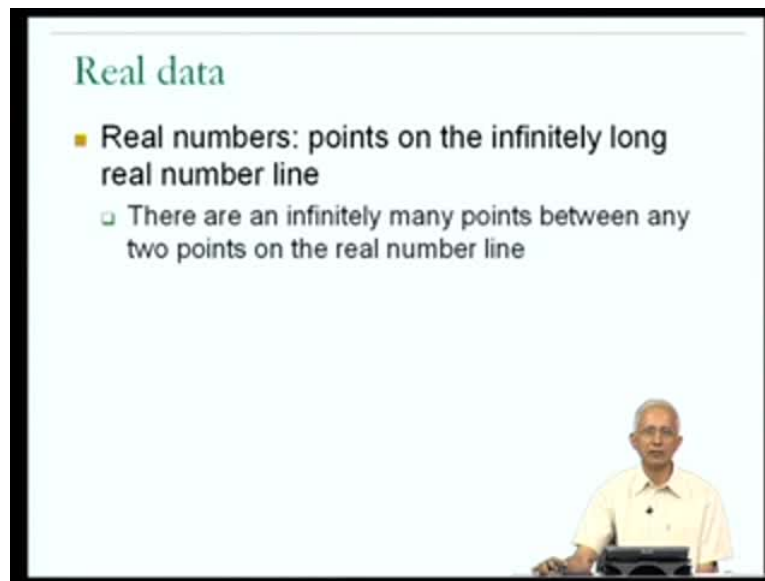 Real data
Real numbers: points on the infinitely long
real number line
There are an infinitely many points between any
two points on the real number line